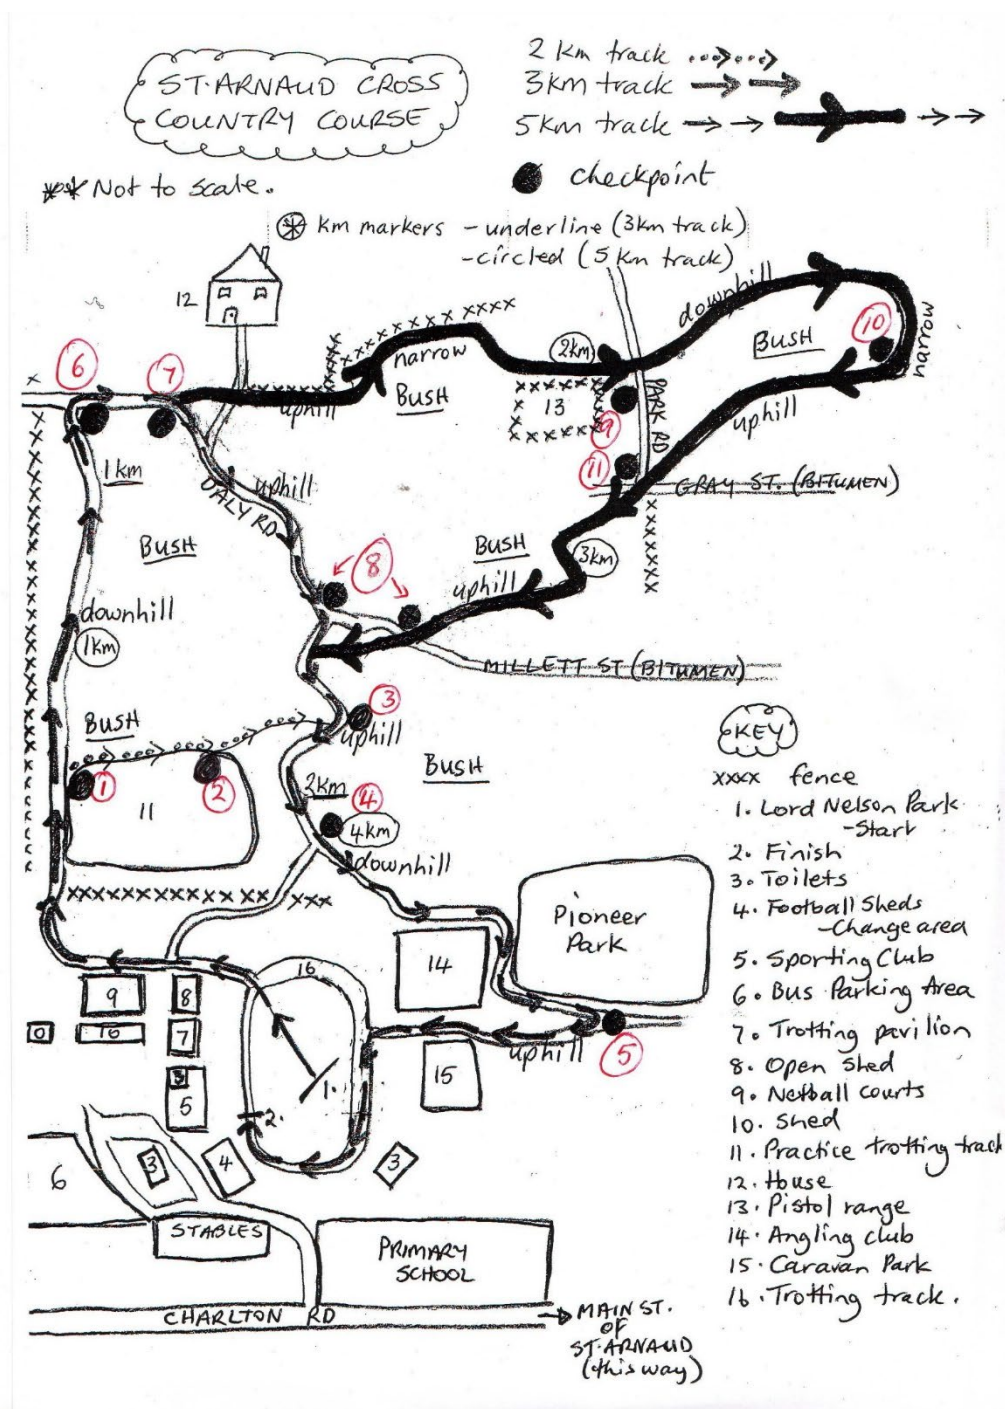 ST. ARNAUD CROSS
COUNTRY COURSE
2 km track
3km track
5km track
*** Not to scale.
checkpoint
km markers - underline (3km track)
- circled (5 km track)
12
6
7
uphill
narrow
BUSH
2km
13
9
11
PARK RD
downhill
BUSH
10
narrow
uphill
GRAY ST. (BITUMEN)
1km
DALY RD
uphill
BUSH
8
BUSH
uphill
3km
downhill
1km
MILLETT ST (BITUMEN)
BUSH
3
uphill
BUSH
1
2
11
2km
4
4km
downhill
Pioneer
Park
14
16
9
8
10
T6
7
3
5
1.
2.
15
uphill
5
6
3
4
3
STABLES
PRIMARY
SCHOOL
CHARLTON RD
MAIN ST.
OF
ST. ARNAUD
(this way)
KEY
xxxx fence
1. Lord Nelson Park
- Start
2. Finish
3. Toilets
4. Football Sheds
- Change area
5. Sporting Club
6. Bus Parking Area
7. Trotting pavilion
8. Open Shed
9. Netball courts
10. Shed
11. Practice trotting track
12. House
13. Pistol range
14. Angling club
15. Caravan Park
16. Trotting track.